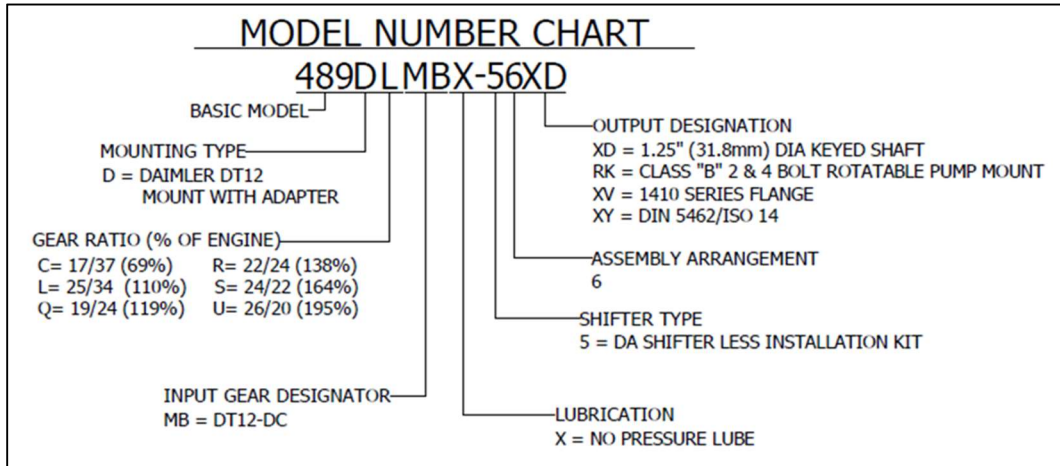 MODEL NUMBER CHART
489DLMBX-56XD
BASIC MODEL
MOUNTING TYPE
D = DAIMLER DT12
MOUNT WITH ADAPTER
GEAR RATIO (% OF ENGINE)
C= 17/37 (69%) R= 22/24 (138%)
L= 25/34 (110%) S= 24/22 (164%)
Q= 19/24 (119%) U= 26/20 (195%)
INPUT GEAR DESIGNATOR
MB = DT12-DC
OUTPUT DESIGNATION
XD = 1.25" (31.8mm) DIA KEYED SHAFT
RK = CLASS "B" 2 & 4 BOLT ROTATABLE PUMP MOUNT
XV = 1410 SERIES FLANGE
XY = DIN 5462/ISO 14
ASSEMBLY ARRANGEMENT
6
SHIFTER TYPE
5 = DA SHIFTER LESS INSTALLATION KIT
LUBRICATION
X = NO PRESSURE LUBE